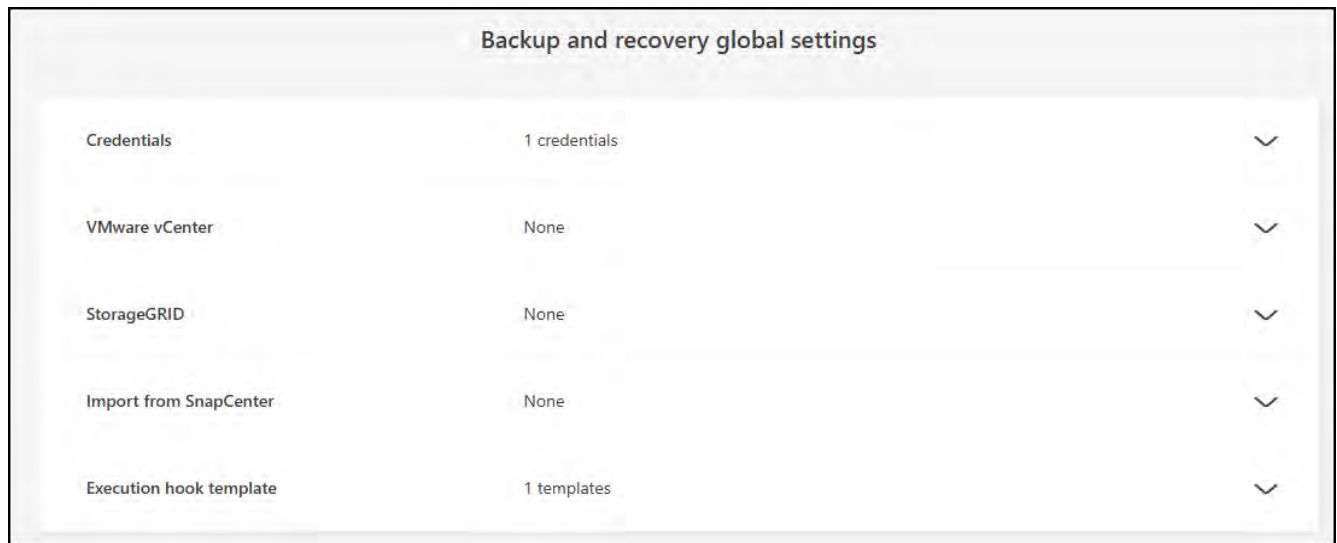 Backup and recovery global settings
Credentials 1 credentials
VMware vCenter None
StorageGRID None
Import from SnapCenter None
Execution hook template 1 templates